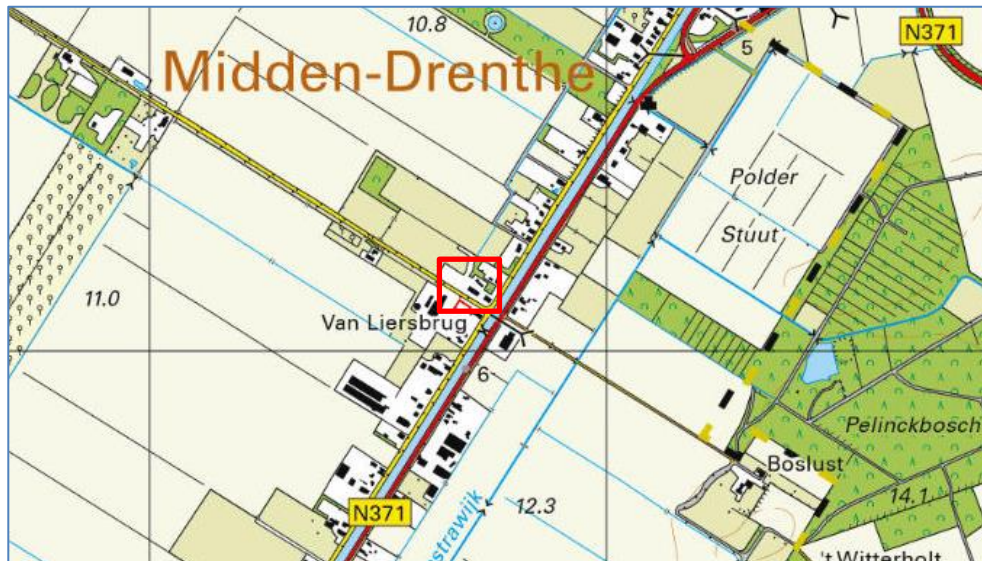 10.8
5
N371
Midden-Drenthe
Polder
Stuut
11.0
Van Liersbrug
6
Pelinckbosch
Boslust
14.1
N371
12.3
strawijk
't Witterholt